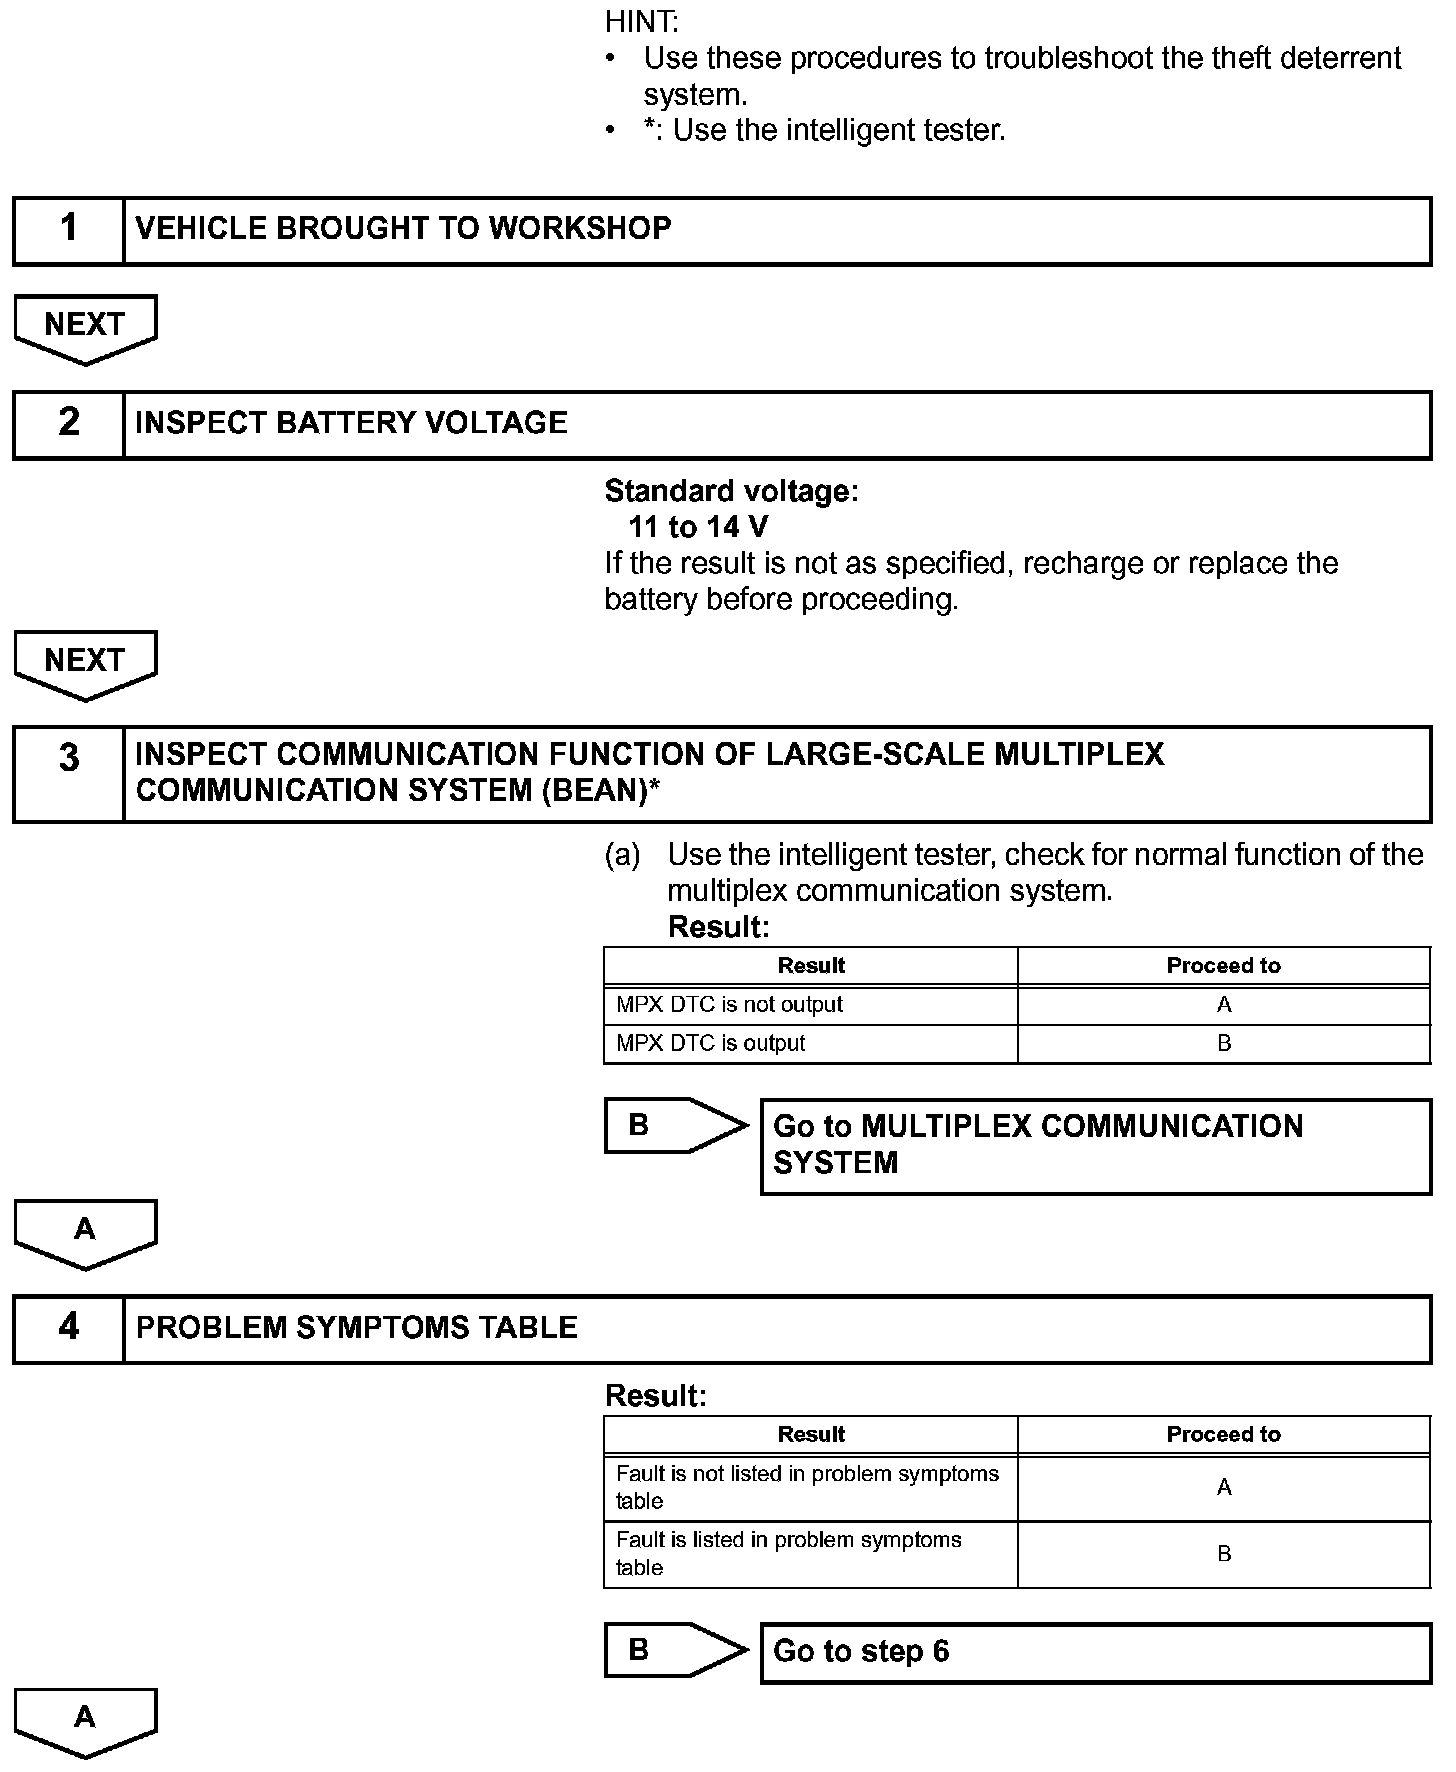 HINT:
• Use these procedures to troubleshoot the theft deterrent
system.
• *: Use the intelligent tester.
1 VEHICLE BROUGHT TO WORKSHOP
NEXT
2 INSPECT BATTERY VOLTAGE
Standard voltage:
11 to 14 V
If the result is not as specified, recharge or replace the
battery before proceeding.
NEXT
3 INSPECT COMMUNICATION FUNCTION OF LARGE-SCALE MULTIPLEX
COMMUNICATION SYSTEM (BEAN)*
(a) Use the intelligent tester, check for normal function of the
multiplex communication system.
Result:
Result Proceed to
MPX DTC is not output A
MPX DTC is output B
B Go to MULTIPLEX COMMUNICATION
SYSTEM
A
4 PROBLEM SYMPTOMS TABLE
Result:
Result Proceed to
Fault is not listed in problem symptoms
table A
Fault is listed in problem symptoms
table B
B Go to step 6
A